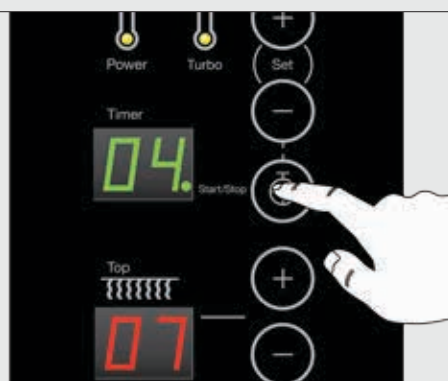 +
Power Turbo Set
−
Timer
04.
Start/Stop
+
Top
07
−